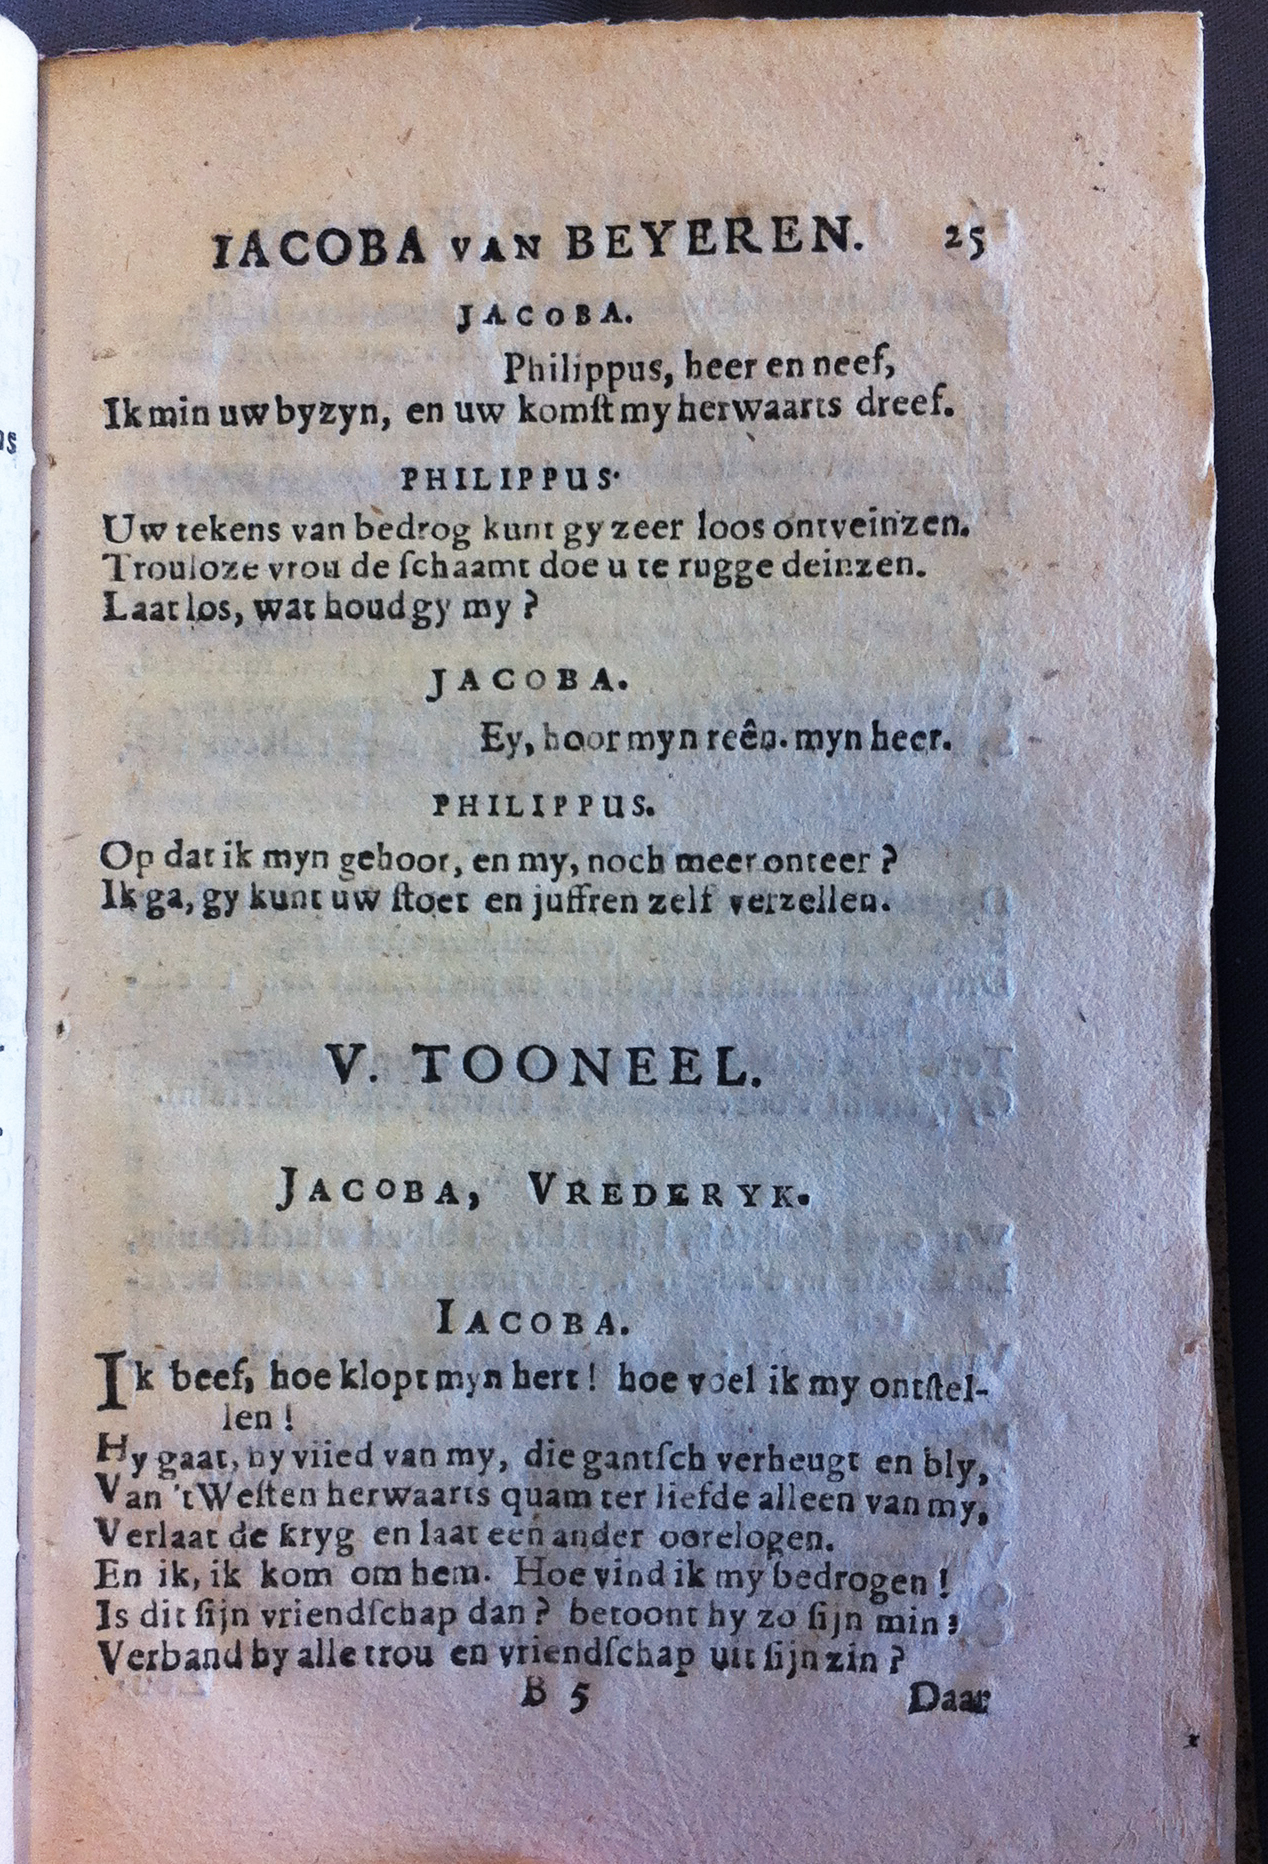 IACOBA VAN BEYEREN. 25
JACOBA.
Philippus, heer en neef,
Ik min uw byzyn, en uw komſt my herwaarts dreef.
PHILIPPUS.
Uw tekens van bedrog kunt gy zeer loos ontveinzen.
Trouloze vrou de ſchaamt doe u te rugge deinzen.
Laat los, wat houd gy my ?
JACOBA.
Ey, hoor myn reên. myn heer.
PHILIPPUS.
Op dat ik myn gehoor, en my, noch meer onteer ?
Ik ga, gy kunt uw ſtoet en juffren zelf verzellen.
V. TOONEEL.
JACOBA, VREDERYK.
IACOBA.
Ik beef, hoe klopt myn hert ! hoe voel ik my ontſtel-
len !
Hy gaat, hy vlied van my, die gantſch verheugt en bly,
Van 't Weſten herwaarts quam ter liefde alleen van my,
Verlaat de kryg en laat een ander oorelogen.
En ik, ik kom om hem. Hoe vind ik my bedrogen !
Is dit ſijn vriendſchap dan ? betoont hy zo ſijn min ?
Verband hy alle trou en vriendſchap uit ſijn zin ?
B 5 Daar